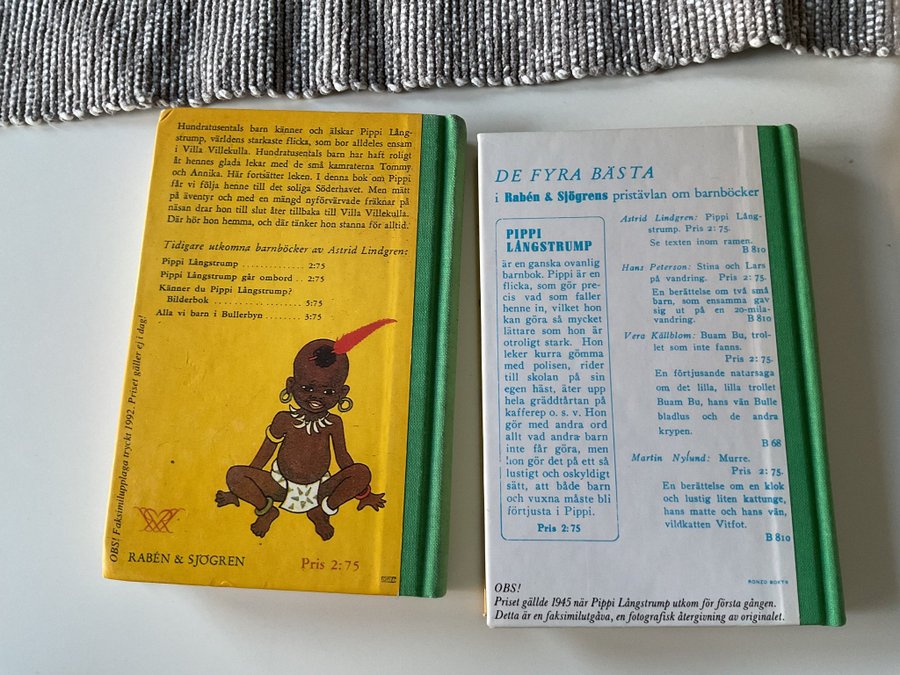 Hundratusentals barn känner och älskar Pippi Lång-
strump, världens starkaste flicka, som bor alldeles ensam
i Villa Villekulla. Hundratusentals barn har haft roligt
åt hennes glada lekar med de små kamraterna Tommy
och Annika. Här fortsätter leken. I denna bok om Pippi
får vi följa henne till det soliga Söderhavet. Men mätt
på äventyr och med en mängd nyförvärvade fräknar på
näsan drar hon till slut åter tillbaka till Villa Villekulla.
Där hör hon hemma, och där tänker hon stanna för alltid.
Tidigare utkomna barnböcker av Astrid Lindgren:
Pippi Långstrump .............. 2:75
Pippi Långstrump går ombord .. 2:75
Känner du Pippi Långstrump?
Bilderbok .................. 5:75
Alla vi barn i Bullerbyn ........ 3:75
OBS! Faksimilupplaga tryckt 1992. Priset gäller ej i dag!
RABÉN & SJÖGREN
Pris 2:75
DE FYRA BÄSTA
i Rabén & Sjögrens pristävlan om barnböcker
PIPPI
LÅNGSTRUMP
är en ganska ovanlig
barnbok. Pippi är en
flicka, som gör pre-
cis vad som faller
henne in, vilket hon
kan göra så mycket
lättare som hon är
otroligt stark. Hon
leker kurra gömma
med polisen, rider
till skolan på sin
egen häst, äter upp
hela gräddtårtan på
kafferep o. s. v. Hon
gör med andra ord
allt vad andra barn
inte får göra, men
hon gör det på ett så
lustigt och oskyldigt
sätt, att både barn
och vuxna måste bli
förtjusta i Pippi.
Pris 2:75
Astrid Lindgren: Pippi Lång-
strump. Pris 2:75.
Se texten inom ramen.
B 810
Hans Peterson: Stina och Lars
på vandring. Pris 2:75.
En berättelse om två små
barn, som ensamma gav
sig ut på en 20-mila-
vandring.
B 810
Vera Källblom: Buam Bu, trol-
let som inte fanns.
Pris 2:75.
En förtjusande natursaga
om det lilla, lilla trollet
Buam Bu, hans vän Bulle
bladlus och de andra
krypen.
B 68
Martin Nylund: Murre.
Pris 2:75.
En berättelse om en klok
och lustig liten kattunge,
hans matte och hans vän,
vildkatten Vitfot.
B 810
OBS!
Priset gällde 1945 när Pippi Långstrump utkom för första gången.
Detta är en faksimilutgåva, en fotografisk återgivning av originalet.